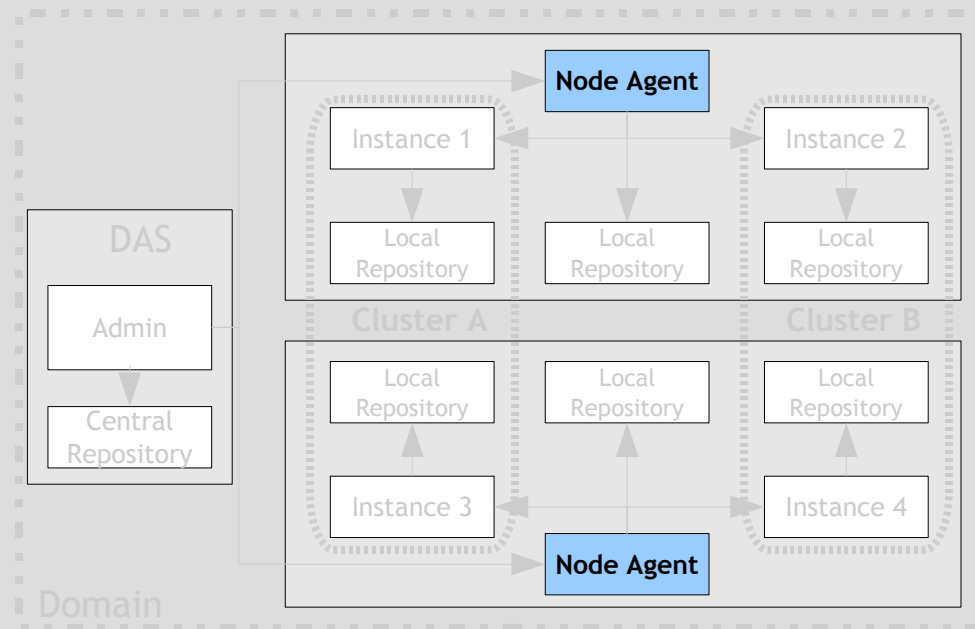 Node Agent
Instance 1
Instance 2
Local
Repository
Local
Repository
Local
Repository
DAS
Admin
Central
Repository
Cluster A
Cluster B
Local
Repository
Local
Repository
Local
Repository
Instance 3
Instance 4
Node Agent
Domain